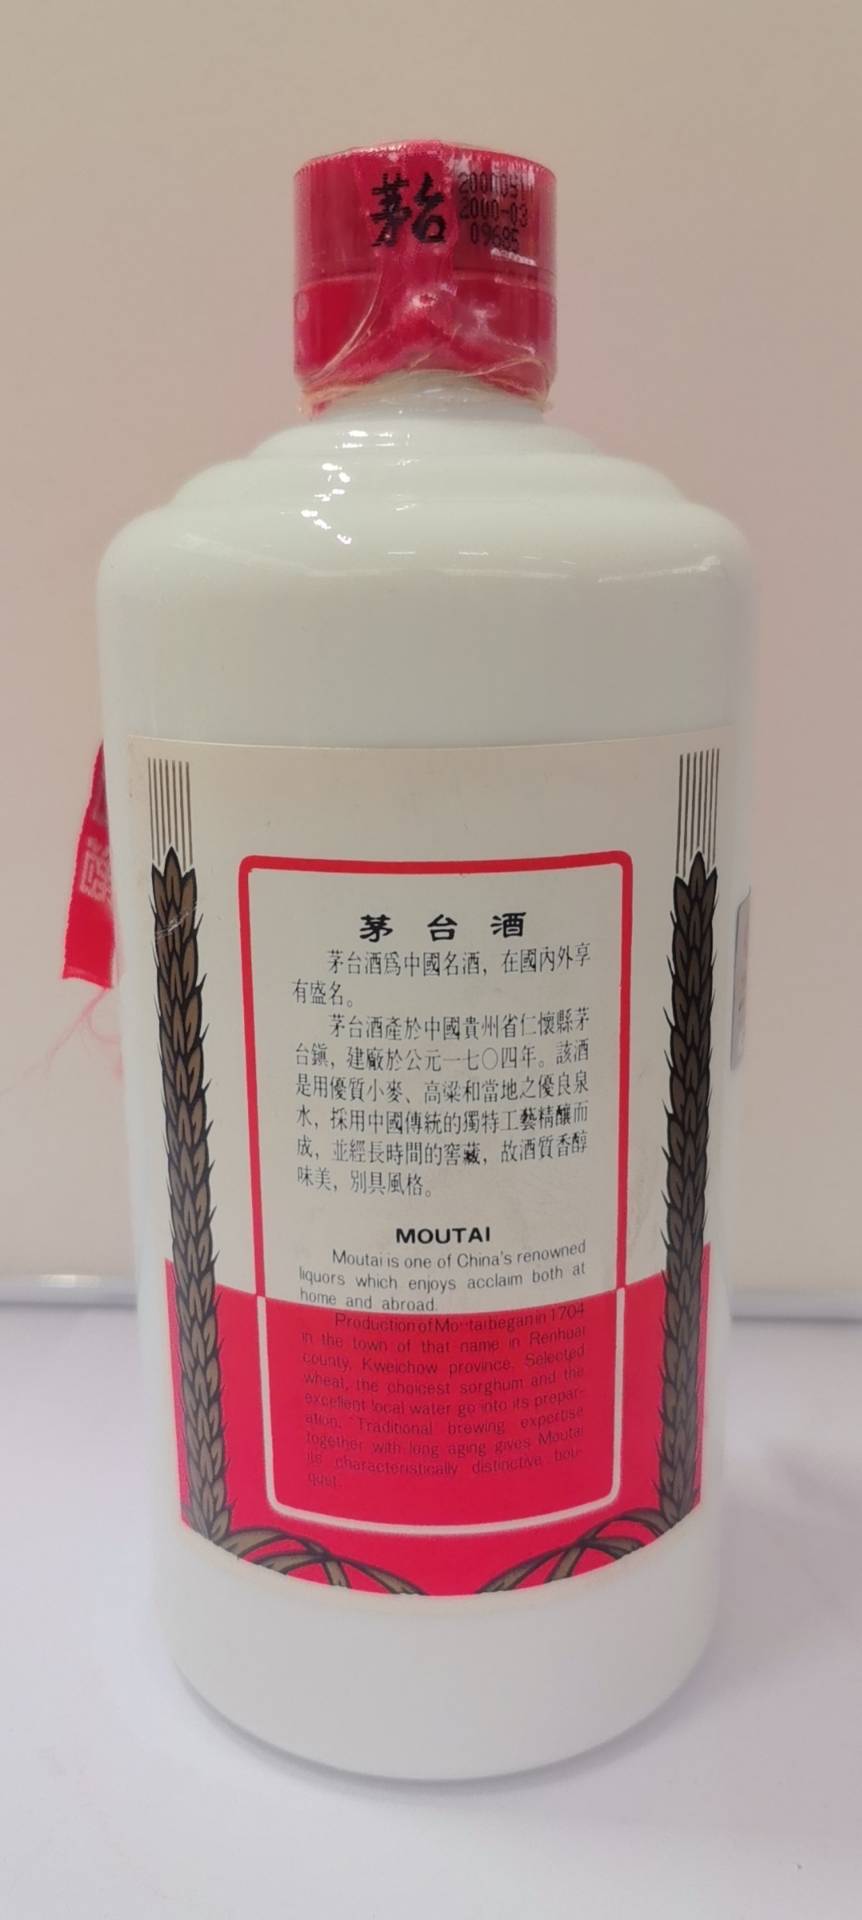 茅台
2000-03
09685
茅台酒
茅台酒爲中國名酒，在國內外享
有盛名。
茅台酒產於中國貴州省仁懷縣茅
台鎮，建廠於公元一七〇四年。該酒
是用優質小麥、高粱和當地之優良泉
水，採用中國傳統的獨特工藝精釀而
成，並經長時間的窖藏，故酒質香醇
味美，別具風格。
MOUTAI
Moutai is one of China's renowned
liquors which enjoys acclaim both at
home and abroad.
Production of Moutai began in 1704
in the town of that name in Renhuai
county, Kweichow province. Selected
wheat, the choicest sorghum and the
excellent local water go into its prepar-
ation. Traditional brewing expertise
together with long aging gives Moutai
its characteristically distinctive bou-
quet.